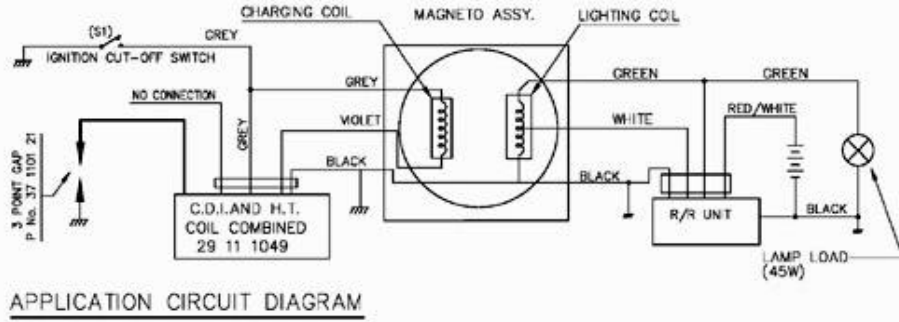 CHARGING COIL
MAGNETO ASSY.
LIGHTING COIL
(S1)
GREY
IGNITION CUT-OFF SWITCH
GREY
GREEN
GREEN
NO CONNECTION
RED/WHITE
GREY
VIOLET
WHITE
BLACK
BLACK
3 POINT GAP
P No. 37 1101 21
C.D.I.AND H.T.
COIL COMBINED
29 11 1049
R/R UNIT
BLACK
LAMP LOAD
(45W)
APPLICATION CIRCUIT DIAGRAM